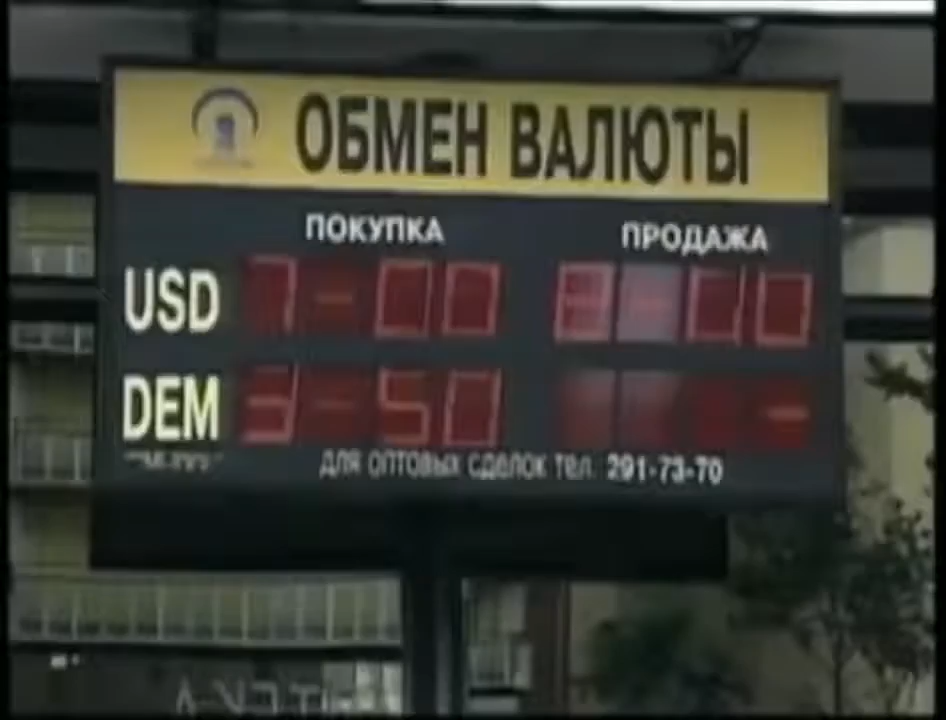 ОБМЕН ВАЛЮТЫ
ПОКУПКА ПРОДАЖА
USD 7-00 8-00
DEM 3-50 -
для оптовых сделок тел. 291-73-70